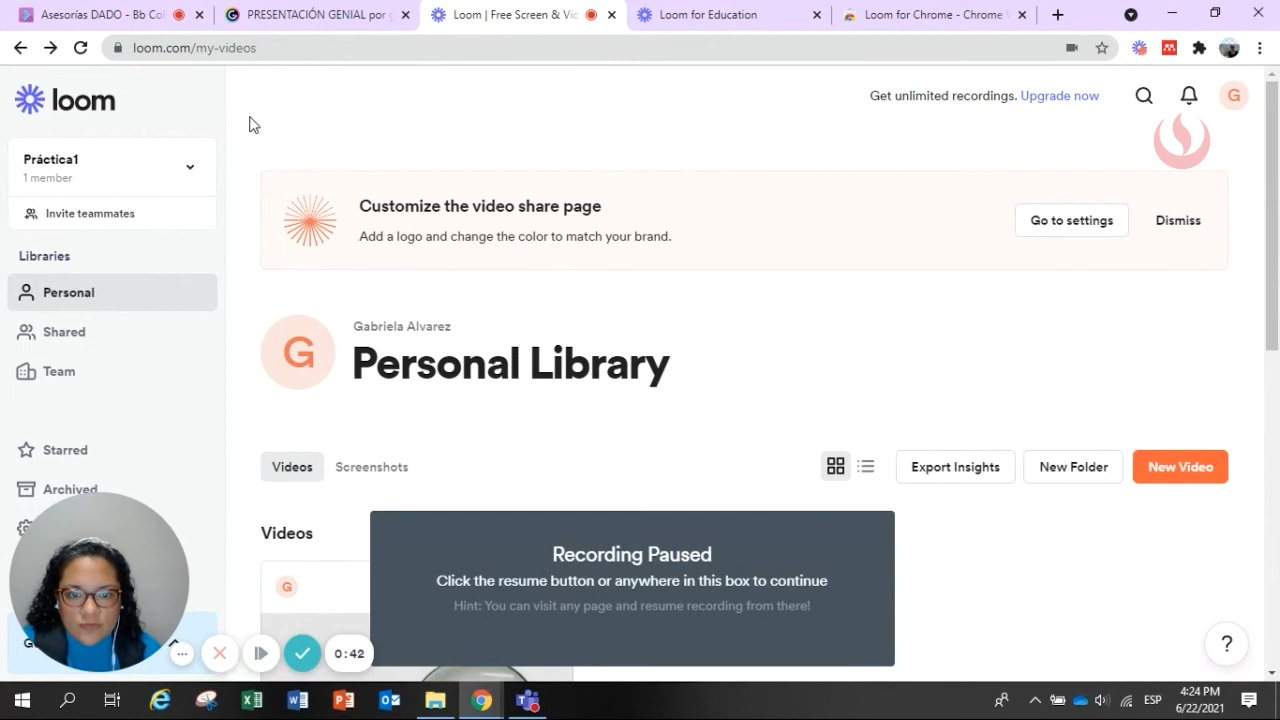 Asesorías DADO - Bb Col
PRESENTACIÓN GENIAL por g
Loom | Free Screen & Vid
Loom for Education
Loom for Chrome - Chrome W
loom.com/my-videos
loom
Get unlimited recordings. Upgrade now
G
Práctica1
1 member
Invite teammates
Customize the video share page
Add a logo and change the color to match your brand.
Go to settings
Dismiss
Libraries
Personal
Shared
Team
Starred
Archived
G
Gabriela Alvarez
Personal Library
Videos
Screenshots
Export Insights
New Folder
New Video
Videos
G
Recording Paused
Click the resume button or anywhere in this box to continue
Hint: You can visit any page and resume recording from there!
0:42
?
ESP
4:24 PM
6/22/2021